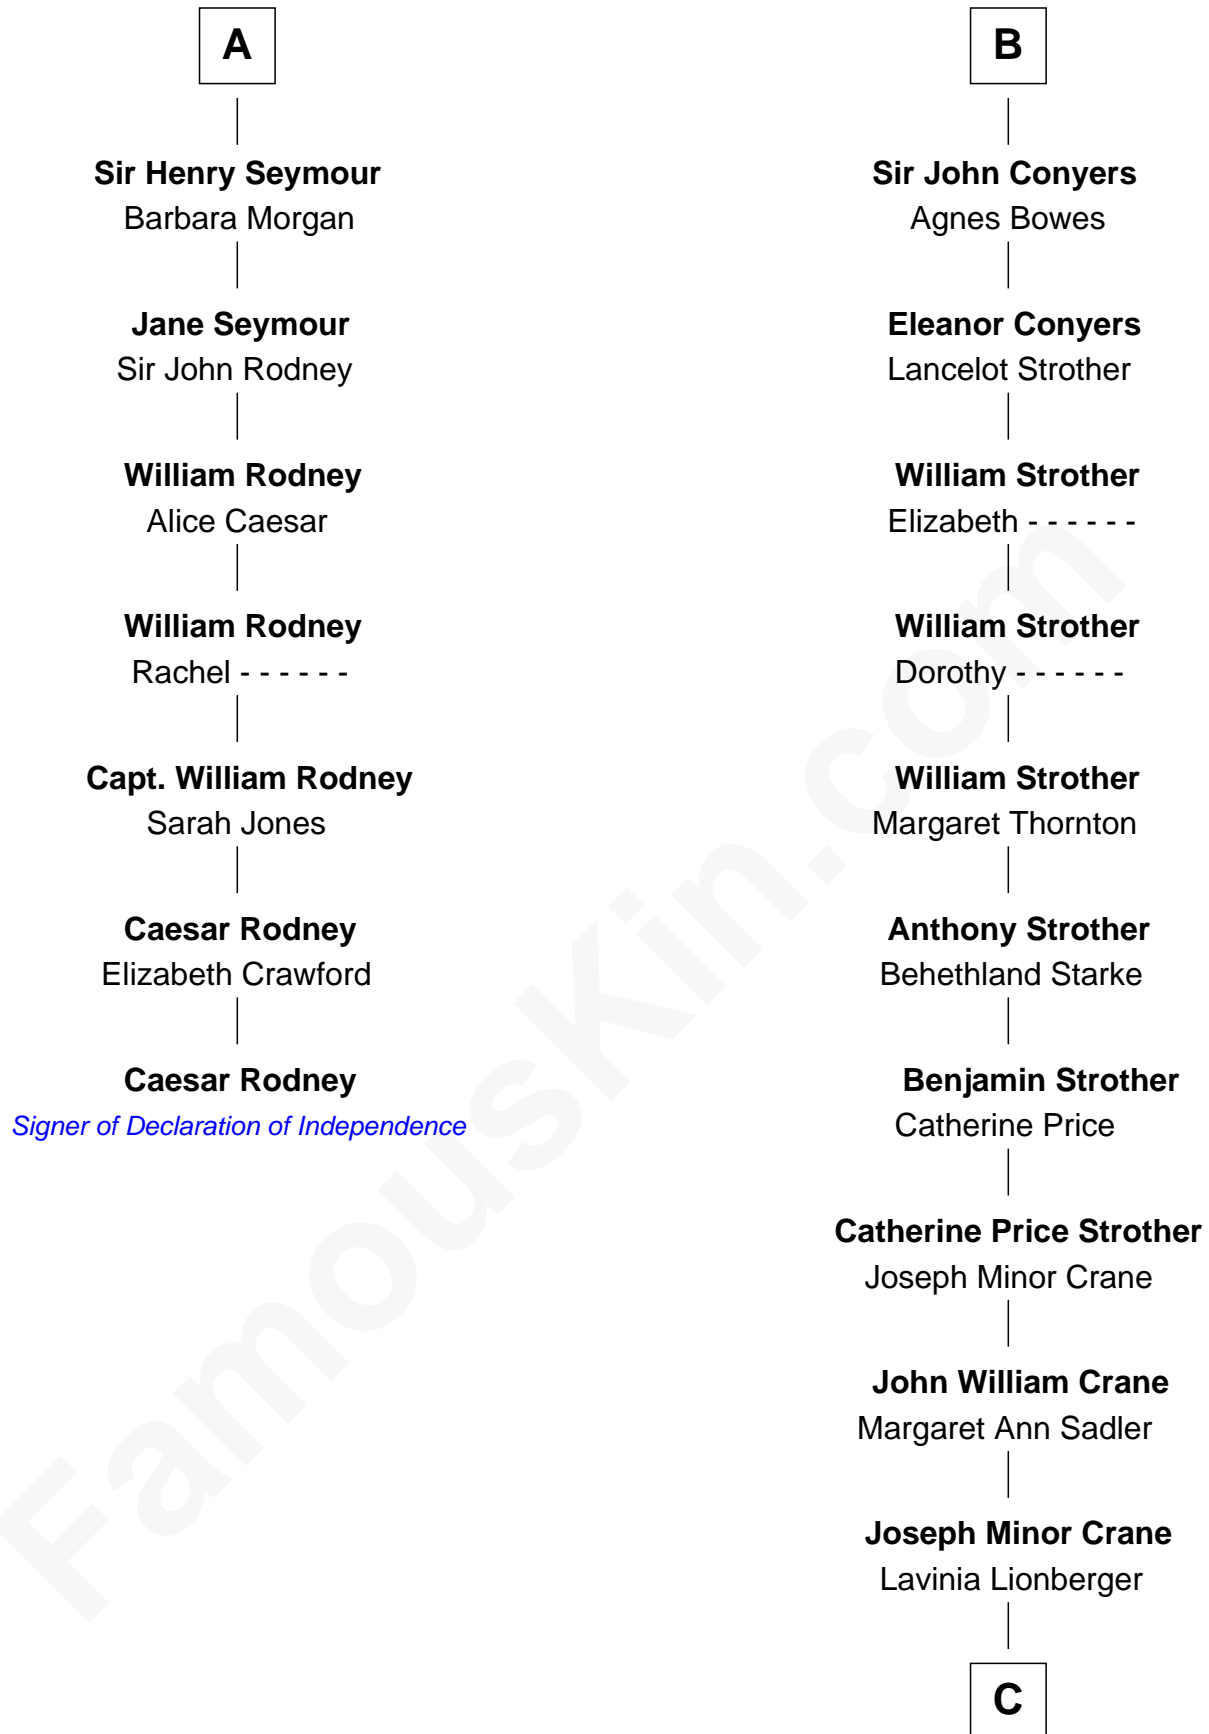 A
Sir Henry Seymour
Barbara Morgan
Jane Seymour
Sir John Rodney
William Rodney
Alice Caesar
William Rodney
Rachel - - - - - -
Capt. William Rodney
Sarah Jones
Caesar Rodney
Elizabeth Crawford
Caesar Rodney
Signer of Declaration of Independence
B
Sir John Conyers
Agnes Bowes
Eleanor Conyers
Lancelot Strother
William Strother
Elizabeth - - - - - -
William Strother
Dorothy - - - - - -
William Strother
Margaret Thornton
Anthony Strother
Behethland Starke
Benjamin Strother
Catherine Price
Catherine Price Strother
Joseph Minor Crane
John William Crane
Margaret Ann Sadler
Joseph Minor Crane
Lavinia Lionberger
C
FamousKin.com